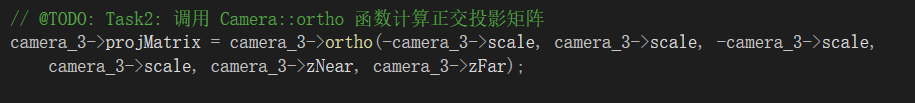 // @TODO: Task2: 调用 Camera::ortho 函数计算正交投影矩阵
camera_3->projMatrix = camera_3->ortho(-camera_3->scale, camera_3->scale, -camera_3->scale,
camera_3->scale, camera_3->zNear, camera_3->zFar);